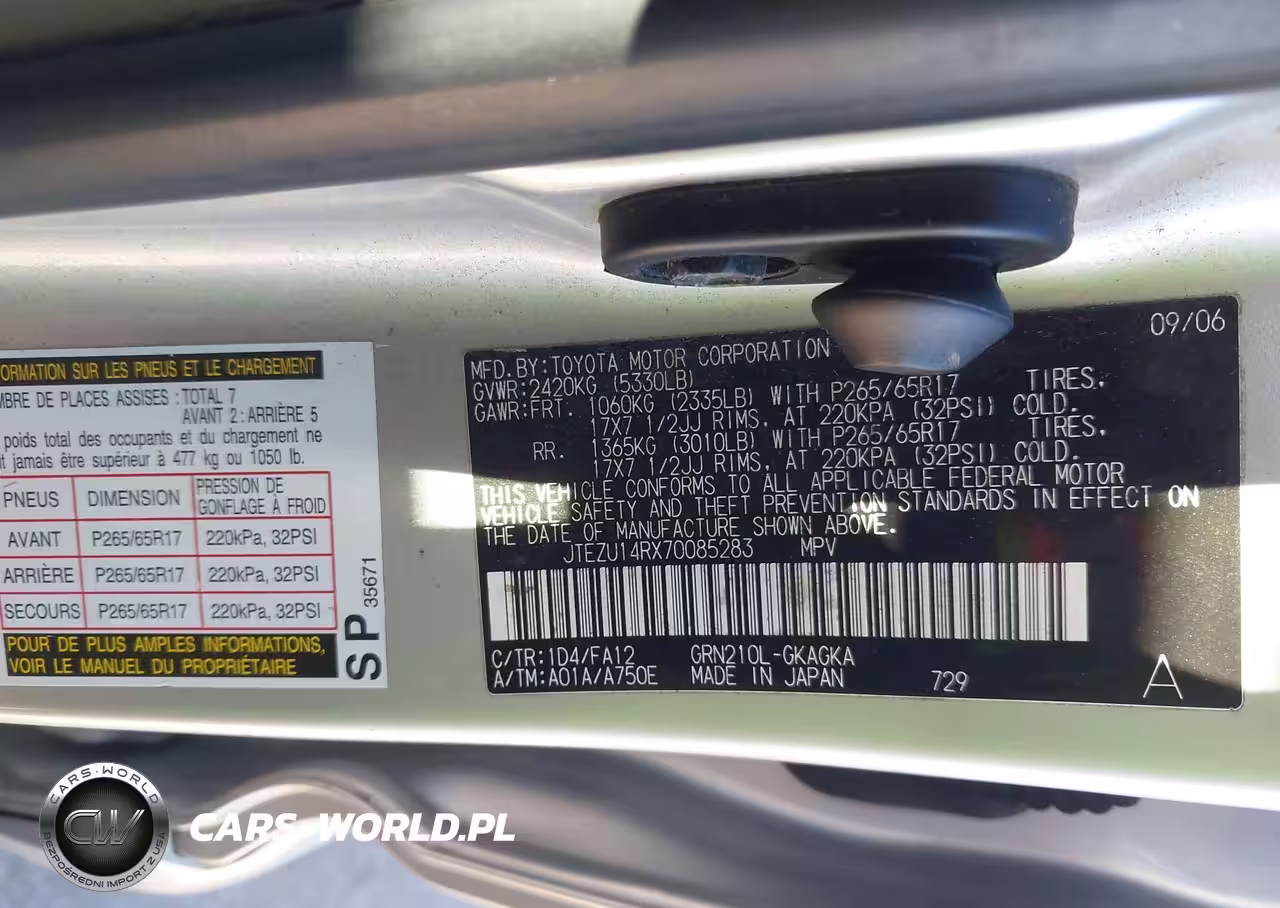 ORMATION SUR LES PNEUS ET LE CHARGEMENT
MBRE DE PLACES ASSISES : TOTAL 7
AVANT 2 : ARRIÈRE 5
poids total des occupants et du chargement ne
it jamais être supérieur à 477 kg ou 1050 lb.
PNEUS DIMENSION PRESSION DE GONFLAGE À FROID
AVANT P265/65R17 220kPa, 32PSI
ARRIÈRE P265/65R17 220kPa, 32PSI
SECOURS P265/65R17 220kPa, 32PSI
POUR DE PLUS AMPLES INFORMATIONS,
VOIR LE MANUEL DU PROPRIÉTAIRE
SP 35671
09/06
MFD.BY:TOYOTA MOTOR CORPORATION
GVWR:2420KG (5330LB)
GAWR:FRT. 1060KG (2335LB) WITH P265/65R17 TIRES.
17X7 1/2JJ RIMS, AT 220KPA (32PSI) COLD.
RR. 1365KG (3010LB) WITH P265/65R17 TIRES.
17X7 1/2JJ RIMS, AT 220KPA (32PSI) COLD.
THIS VEHICLE CONFORMS TO ALL APPLICABLE FEDERAL MOTOR
VEHICLE SAFETY AND THEFT PREVENTION STANDARDS IN EFFECT ON
THE DATE OF MANUFACTURE SHOWN ABOVE.
JTEZU14RX70085283 MPV
C/TR:1D4/FA12 GRN210L-GKAGKA
A/TM:A01A/A750E MADE IN JAPAN 729
A
CARS-WORLD
CW
BEZPOŚREDNI IMPORT Z USA
CARS-WORLD.PL